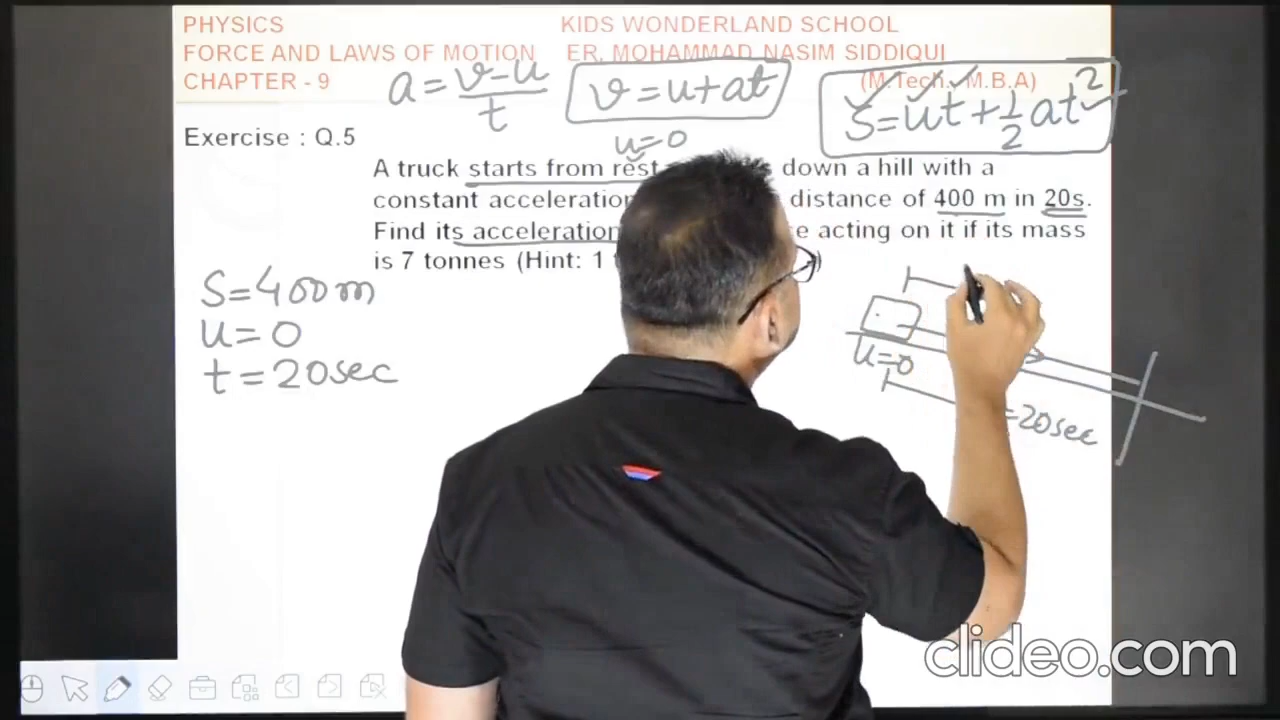 PHYSICS KIDS WONDERLAND SCHOOL
FORCE AND LAWS OF MOTION ER. MOHAMMAD NASIM SIDDIQUI
CHAPTER - 9 (M.Tech., M.B.A)
a = v-u/t v = u+at s = ut + 1/2 at²
Exercise : Q.5 u=0
A truck starts from rest down a hill with a
constant acceleration distance of 400 m in 20s.
Find its acceleration acting on it if its mass
is 7 tonnes (Hint: 1
S=400m
u=0
t=20sec
u=0
=20sec
clideo.com